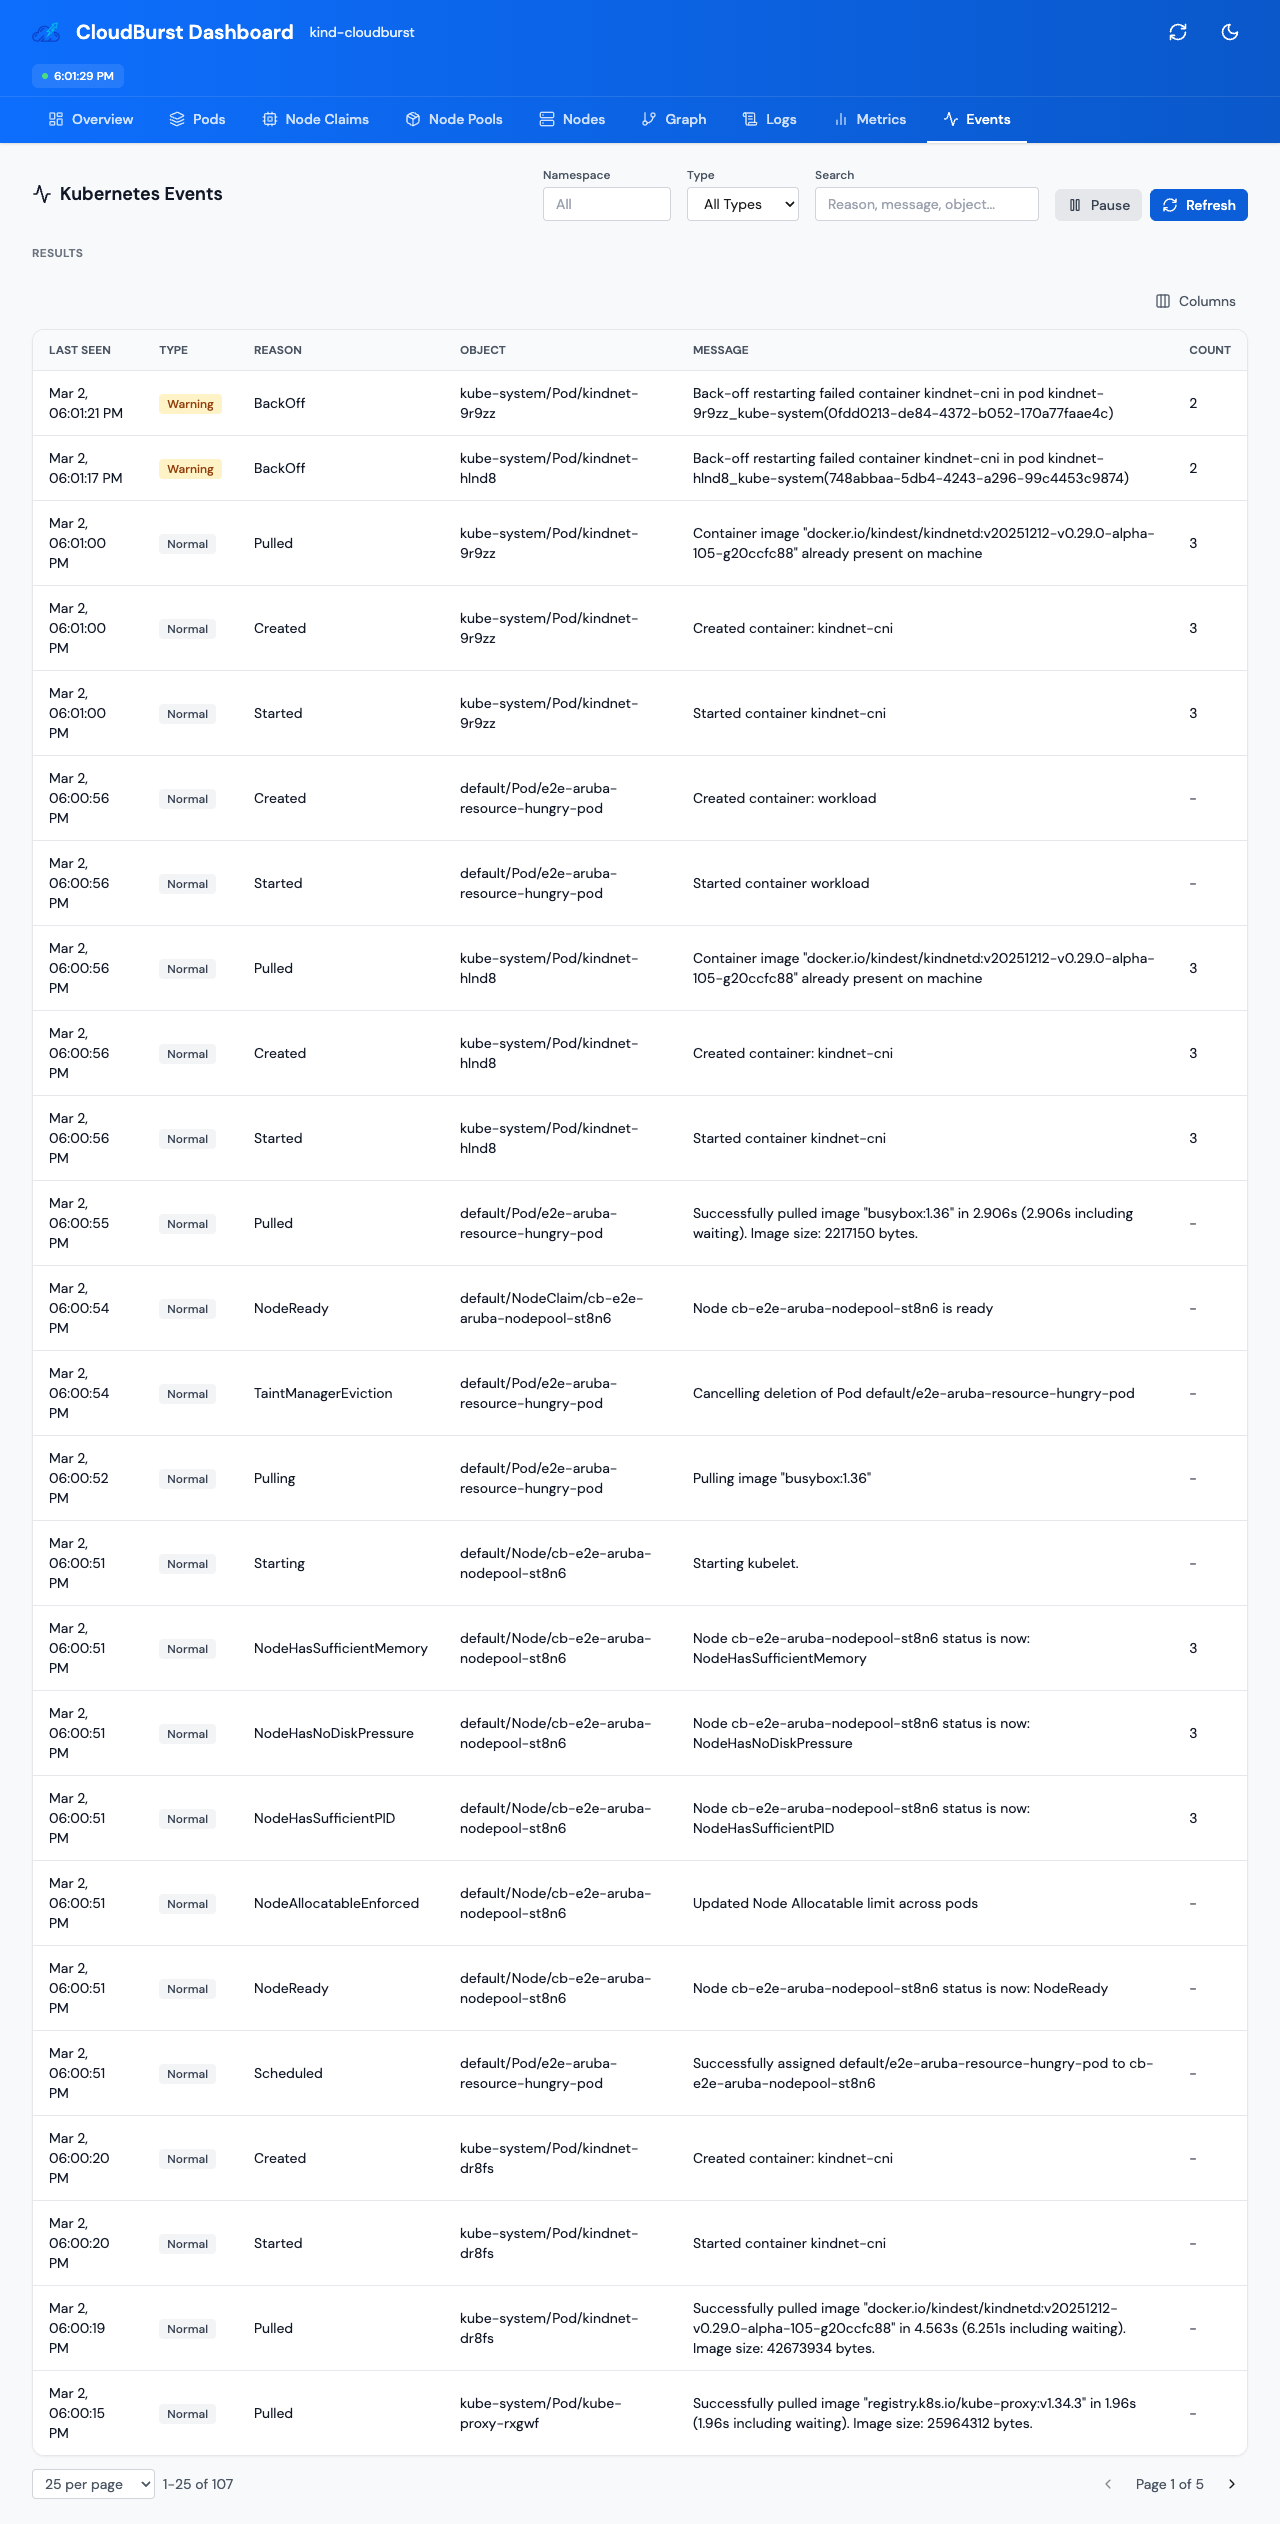 CloudBurst Dashboard kind-cloudburst
6:01:29 PM
Overview Pods Node Claims Node Pools Nodes Graph Logs Metrics Events
Kubernetes Events
Namespace Type Search
All All Types Reason, message, object... Pause Refresh
RESULTS
Columns
LAST SEEN TYPE REASON OBJECT MESSAGE COUNT
Mar 2,
06:01:21 PM
Warning
BackOff
kube-system/Pod/kindnet-
9r9zz
Back-off restarting failed container kindnet-cni in pod kindnet-
9r9zz_kube-system(0fdd0213-de84-4372-b052-170a77faae4c)
2
Mar 2,
06:01:17 PM
Warning
BackOff
kube-system/Pod/kindnet-
hlnd8
Back-off restarting failed container kindnet-cni in pod kindnet-
hlnd8_kube-system(748abbaa-5db4-4243-a296-99c4453c9874)
2
Mar 2,
06:01:00
PM
Normal
Pulled
kube-system/Pod/kindnet-
9r9zz
Container image "docker.io/kindest/kindnetd:v20251212-v0.29.0-alpha-
105-g20ccfc88" already present on machine
3
Mar 2,
06:01:00
PM
Normal
Created
kube-system/Pod/kindnet-
9r9zz
Created container: kindnet-cni
3
Mar 2,
06:01:00
PM
Normal
Started
kube-system/Pod/kindnet-
9r9zz
Started container kindnet-cni
3
Mar 2,
06:00:56
PM
Normal
Created
default/Pod/e2e-aruba-
resource-hungry-pod
Created container: workload
-
Mar 2,
06:00:56
PM
Normal
Started
default/Pod/e2e-aruba-
resource-hungry-pod
Started container workload
-
Mar 2,
06:00:56
PM
Normal
Pulled
kube-system/Pod/kindnet-
hlnd8
Container image "docker.io/kindest/kindnetd:v20251212-v0.29.0-alpha-
105-g20ccfc88" already present on machine
3
Mar 2,
06:00:56
PM
Normal
Created
kube-system/Pod/kindnet-
hlnd8
Created container: kindnet-cni
3
Mar 2,
06:00:56
PM
Normal
Started
kube-system/Pod/kindnet-
hlnd8
Started container kindnet-cni
3
Mar 2,
06:00:55
PM
Normal
Pulled
default/Pod/e2e-aruba-
resource-hungry-pod
Successfully pulled image "busybox:1.36" in 2.906s (2.906s including
waiting). Image size: 2217150 bytes.
-
Mar 2,
06:00:54
PM
Normal
NodeReady
default/NodeClaim/cb-e2e-
aruba-nodepool-st8n6
Node cb-e2e-aruba-nodepool-st8n6 is ready
-
Mar 2,
06:00:54
PM
Normal
TaintManagerEviction
default/Pod/e2e-aruba-
resource-hungry-pod
Cancelling deletion of Pod default/e2e-aruba-resource-hungry-pod
-
Mar 2,
06:00:52
PM
Normal
Pulling
default/Pod/e2e-aruba-
resource-hungry-pod
Pulling image "busybox:1.36"
-
Mar 2,
06:00:51
PM
Normal
Starting
default/Node/cb-e2e-aruba-
nodepool-st8n6
Starting kubelet.
-
Mar 2,
06:00:51
PM
Normal
NodeHasSufficientMemory
default/Node/cb-e2e-aruba-
nodepool-st8n6
Node cb-e2e-aruba-nodepool-st8n6 status is now:
NodeHasSufficientMemory
3
Mar 2,
06:00:51
PM
Normal
NodeHasNoDiskPressure
default/Node/cb-e2e-aruba-
nodepool-st8n6
Node cb-e2e-aruba-nodepool-st8n6 status is now:
NodeHasNoDiskPressure
3
Mar 2,
06:00:51
PM
Normal
NodeHasSufficientPID
default/Node/cb-e2e-aruba-
nodepool-st8n6
Node cb-e2e-aruba-nodepool-st8n6 status is now:
NodeHasSufficientPID
3
Mar 2,
06:00:51
PM
Normal
NodeAllocatableEnforced
default/Node/cb-e2e-aruba-
nodepool-st8n6
Updated Node Allocatable limit across pods
-
Mar 2,
06:00:51
PM
Normal
NodeReady
default/Node/cb-e2e-aruba-
nodepool-st8n6
Node cb-e2e-aruba-nodepool-st8n6 status is now: NodeReady
-
Mar 2,
06:00:51
PM
Normal
Scheduled
default/Pod/e2e-aruba-
resource-hungry-pod
Successfully assigned default/e2e-aruba-resource-hungry-pod to cb-
e2e-aruba-nodepool-st8n6
-
Mar 2,
06:00:20
PM
Normal
Created
kube-system/Pod/kindnet-
dr8fs
Created container: kindnet-cni
-
Mar 2,
06:00:20
PM
Normal
Started
kube-system/Pod/kindnet-
dr8fs
Started container kindnet-cni
-
Mar 2,
06:00:19
PM
Normal
Pulled
kube-system/Pod/kindnet-
dr8fs
Successfully pulled image "docker.io/kindest/kindnetd:v20251212-
v0.29.0-alpha-105-g20ccfc88" in 4.563s (6.251s including waiting).
Image size: 42673934 bytes.
-
Mar 2,
06:00:15
PM
Normal
Pulled
kube-system/Pod/kube-
proxy-rxgwf
Successfully pulled image "registry.k8s.io/kube-proxy:v1.34.3" in 1.96s
(1.96s including waiting). Image size: 25964312 bytes.
-
25 per page 1-25 of 107 Page 1 of 5